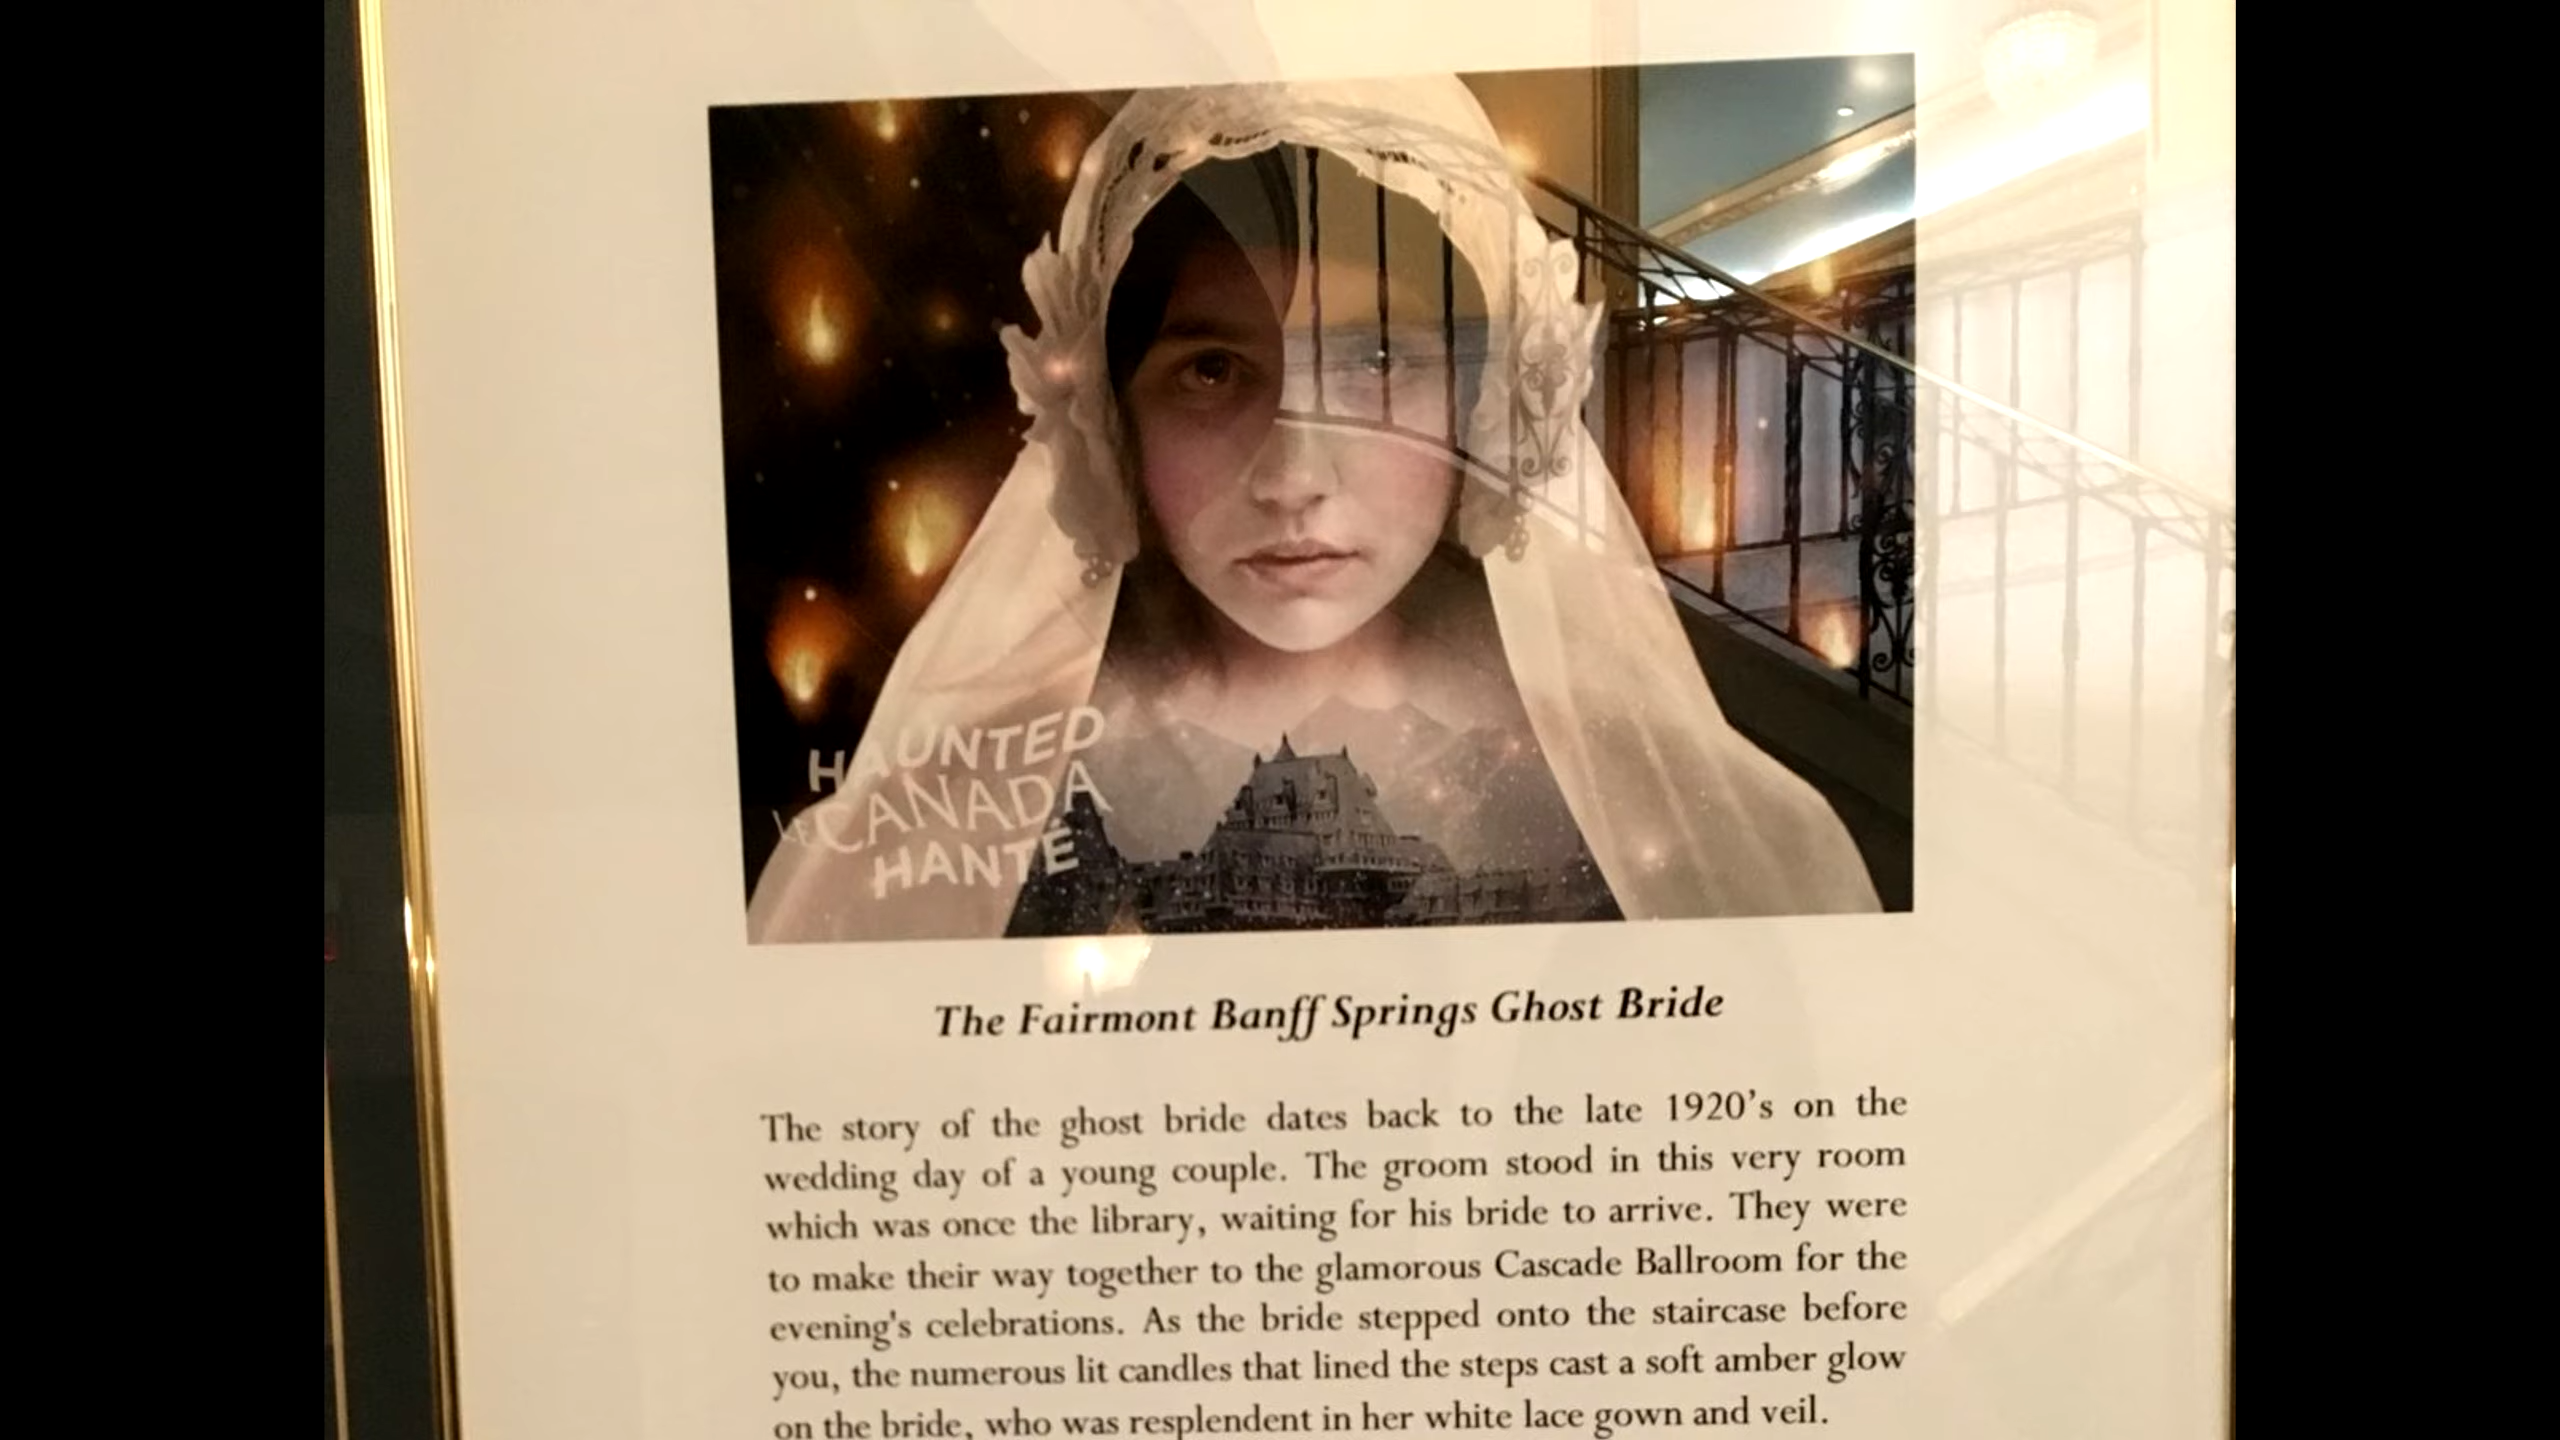 HAUNTED
LE CANADA
HANTÉ
The Fairmont Banff Springs Ghost Bride
The story of the ghost bride dates back to the late 1920's on the
wedding day of a young couple. The groom stood in this very room
which was once the library, waiting for his bride to arrive. They were
to make their way together to the glamorous Cascade Ballroom for the
evening's celebrations. As the bride stepped onto the staircase before
you, the numerous lit candles that lined the steps cast a soft amber glow
on the bride, who was resplendent in her white lace gown and veil.